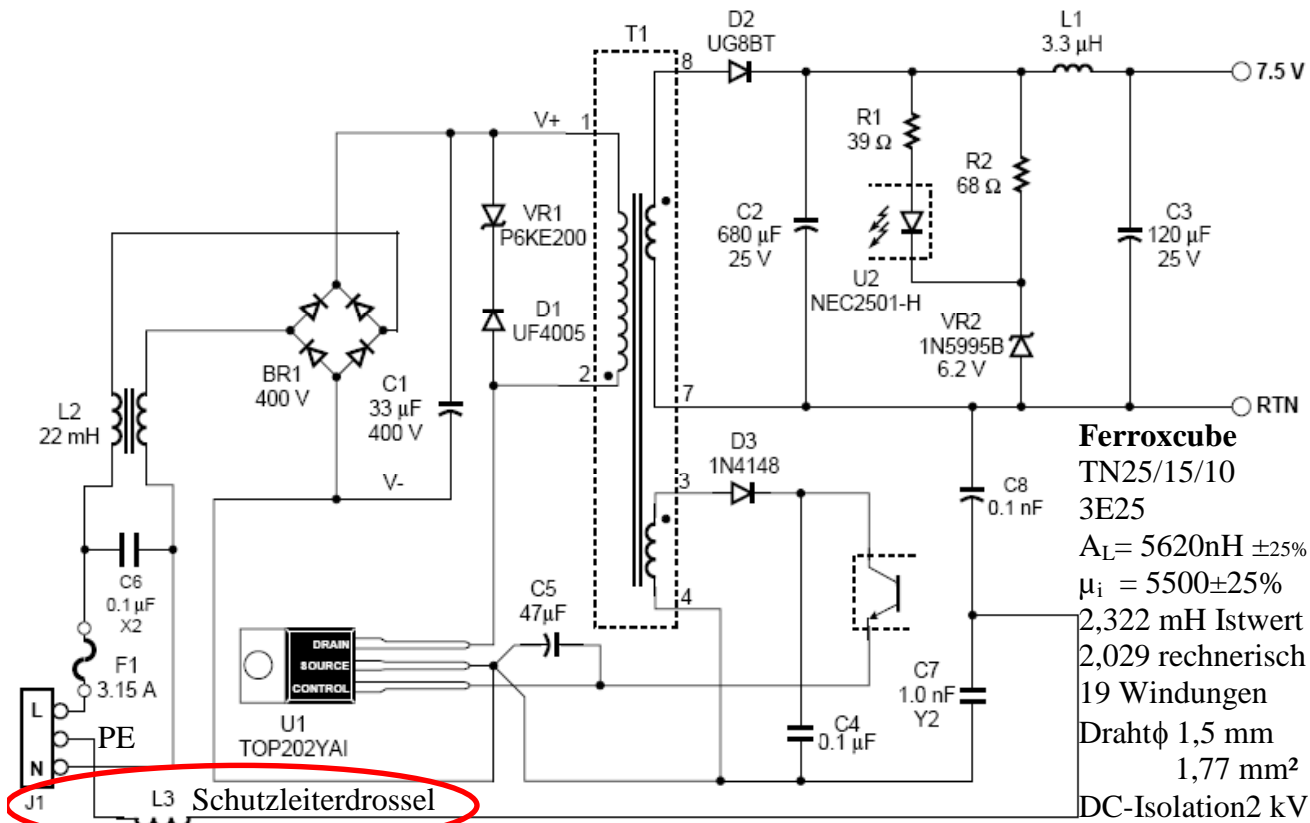 T1
D2
UG8BT
L1
3.3 µH
8
7.5 V
V+
1
R1
39 Ω
R2
68 Ω
VR1
P6KE200
C2
680 µF
25 V
C3
120 µF
25 V
U2
NEC2501-H
D1
UF4005
VR2
1N5995B
6.2 V
BR1
400 V
C1
33 µF
400 V
2
L2
22 mH
7
RTN
V-
D3
1N4148
3
C8
0.1 nF
Ferroxcube
TN25/15/10
3E25
AL= 5620nH ±25%
µi = 5500±25%
2,322 mH Istwert
2,029 rechnerisch
19 Windungen
Drahtϕ 1,5 mm
1,77 mm²
DC-Isolation2 kV
C6
0.1 µF
X2
C5
47µF
4
F1
3.15 A
DRAIN
SOURCE
CONTROL
U1
TOP202YAI
C7
1.0 nF
Y2
C4
0.1 µF
L
PE
N
J1
L3
Schutzleiterdrossel